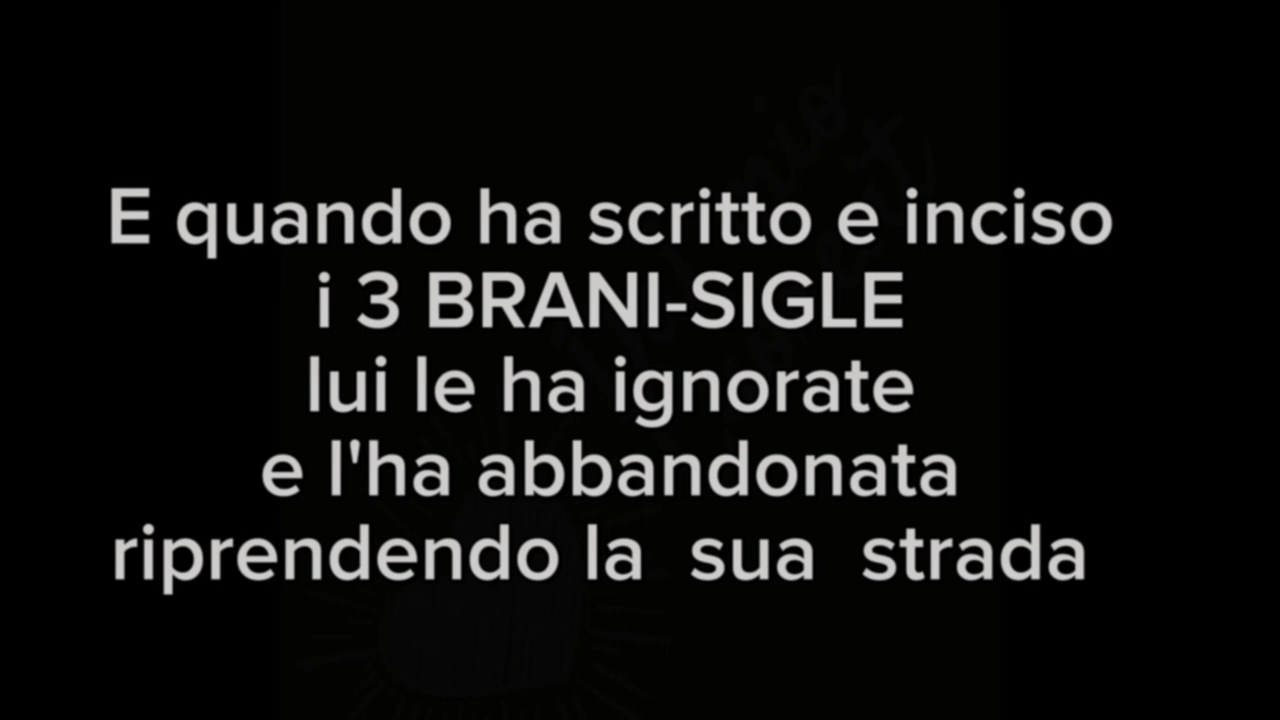 E quando ha scritto e inciso
i 3 BRANI-SIGLE
lui le ha ignorate
e l'ha abbandonata
riprendendo la sua strada